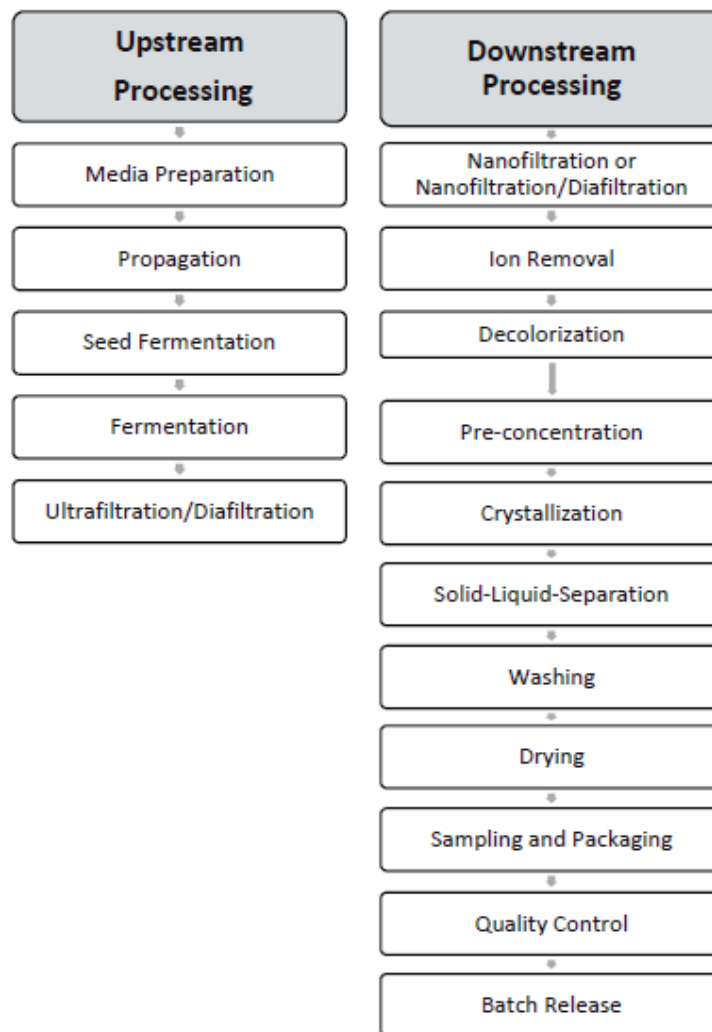 Upstream
Processing
Media Preparation
Propagation
Seed Fermentation
Fermentation
Ultrafiltration/Diafiltration
Downstream
Processing
Nanofiltration or
Nanofiltration/Diafiltration
Ion Removal
Decolorization
Pre-concentration
Crystallization
Solid-Liquid-Separation
Washing
Drying
Sampling and Packaging
Quality Control
Batch Release